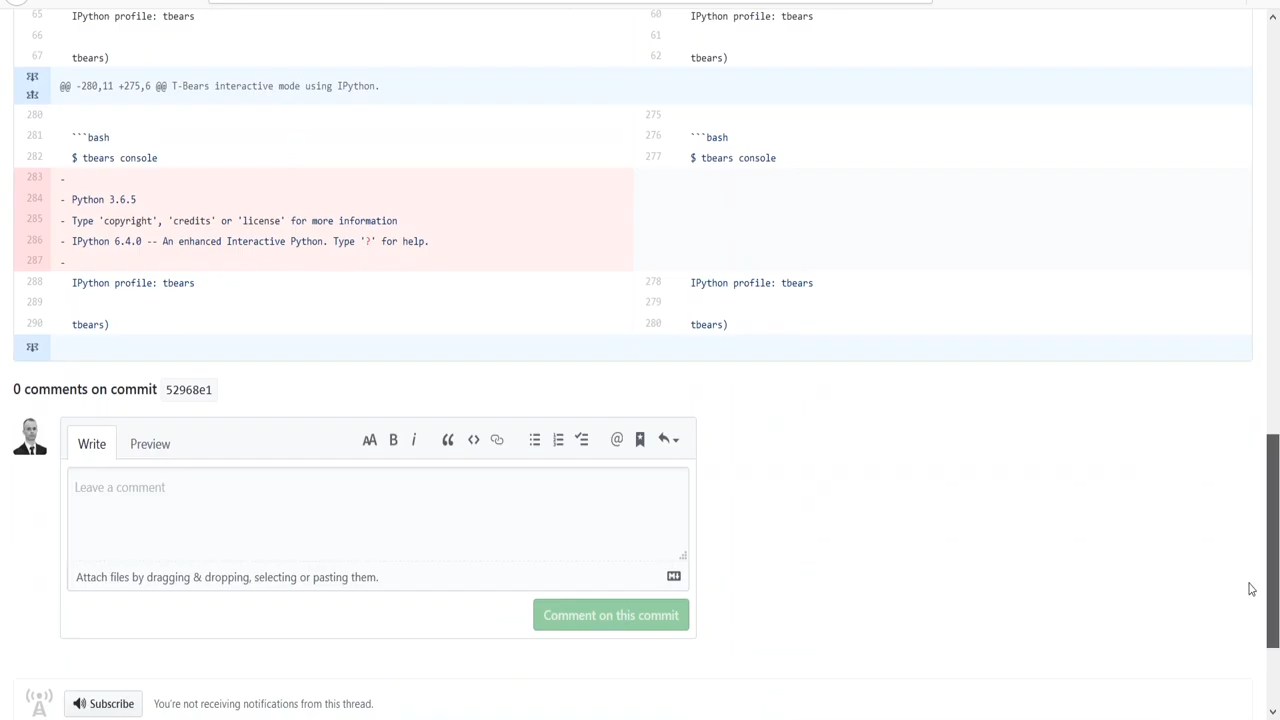 65 IPython profile: tbears 60 IPython profile: tbears
66 61
67 tbears) 62 tbears)
@@ -280,11 +275,6 @@ T-Bears interactive mode using IPython.
280 275
281 ```bash 276 ```bash
282 $ tbears console 277 $ tbears console
283 -
284 - Python 3.6.5
285 - Type 'copyright', 'credits' or 'license' for more information
286 - IPython 6.4.0 -- An enhanced Interactive Python. Type '?' for help.
287 -
288 IPython profile: tbears 278 IPython profile: tbears
289 279
290 tbears) 280 tbears)
0 comments on commit 52968e1
Write Preview AA B i
Leave a comment
Attach files by dragging & dropping, selecting or pasting them.
Comment on this commit
Subscribe You're not receiving notifications from this thread.